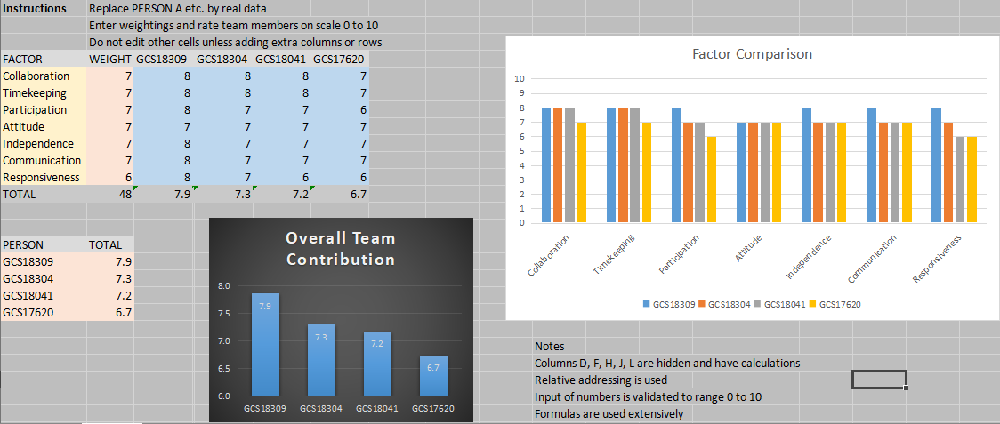 Instructions Replace PERSON A etc. by real data
Enter weightings and rate team members on scale 0 to 10
Do not edit other cells unless adding extra columns or rows
FACTOR WEIGHT GCS18309 GCS18304 GCS18041 GCS17620
Collaboration 7 8 8 8 7
Timekeeping 7 8 8 8 7
Participation 7 8 7 7 6
Attitude 7 7 7 7 7
Independence 7 8 7 7 7
Communication 7 8 7 7 7
Responsiveness 6 8 7 6 6
TOTAL 48 7.9 7.3 7.2 6.7
PERSON TOTAL
GCS18309 7.9
GCS18304 7.3
GCS18041 7.2
GCS17620 6.7
Overall Team
Contribution
8.0
7.5
7.0
6.5
6.0
7.9
7.3
7.2
6.7
GCS18309 GCS18304 GCS18041 GCS17620
Factor Comparison
10
9
8
7
6
5
4
3
2
1
0
Collaboration
Timekeeping
Participation
Attitude
Independence
Communication
Responsiveness
GCS18309 GCS18304 GCS18041 GCS17620
Notes
Columns D, F, H, J, L are hidden and have calculations
Relative addressing is used
Input of numbers is validated to range 0 to 10
Formulas are used extensively